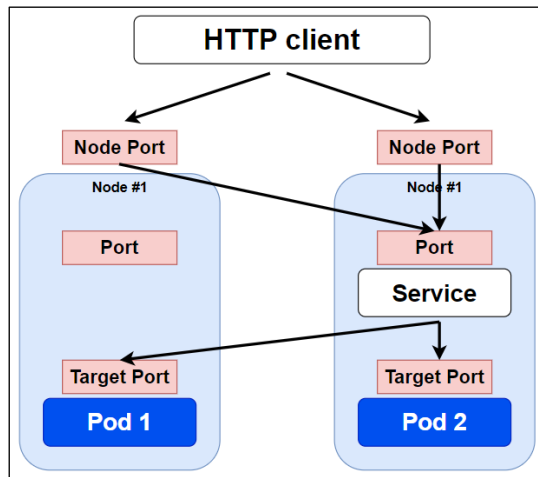 HTTP client
Node Port
Node Port
Node #1
Node #1
Port
Port
Service
Target Port
Target Port
Pod 1
Pod 2